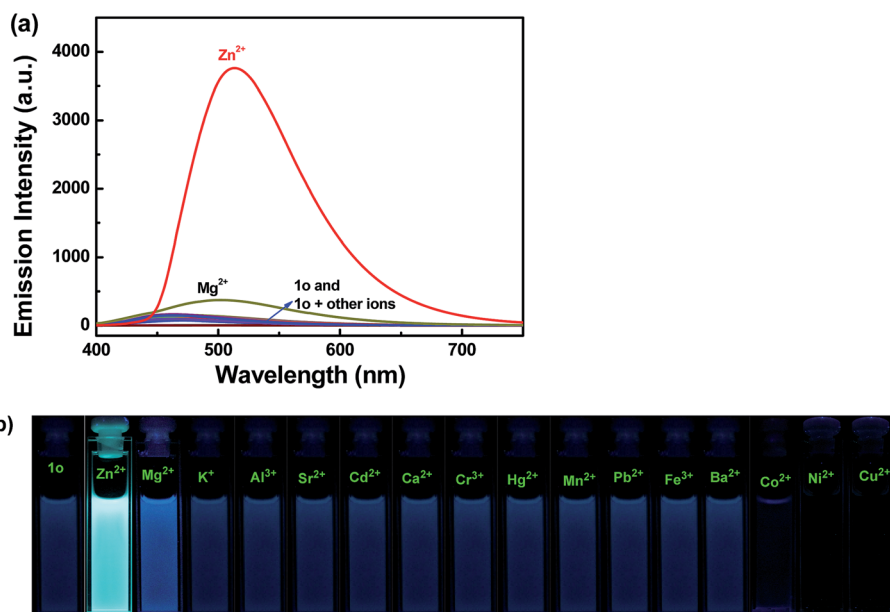 (a)
4000
3000
2000
1000
0
Emission Intensity (a.u.)
Zn²⁺
Mg²⁺
1o and
1o + other ions
400 500 600 700
Wavelength (nm)
b)
1o Zn²⁺ Mg²⁺ K⁺ Al³⁺ Sr²⁺ Cd²⁺ Ca²⁺ Cr³⁺ Hg²⁺ Mn²⁺ Pb²⁺ Fe³⁺ Ba²⁺ Co²⁺ Ni²⁺ Cu²⁺